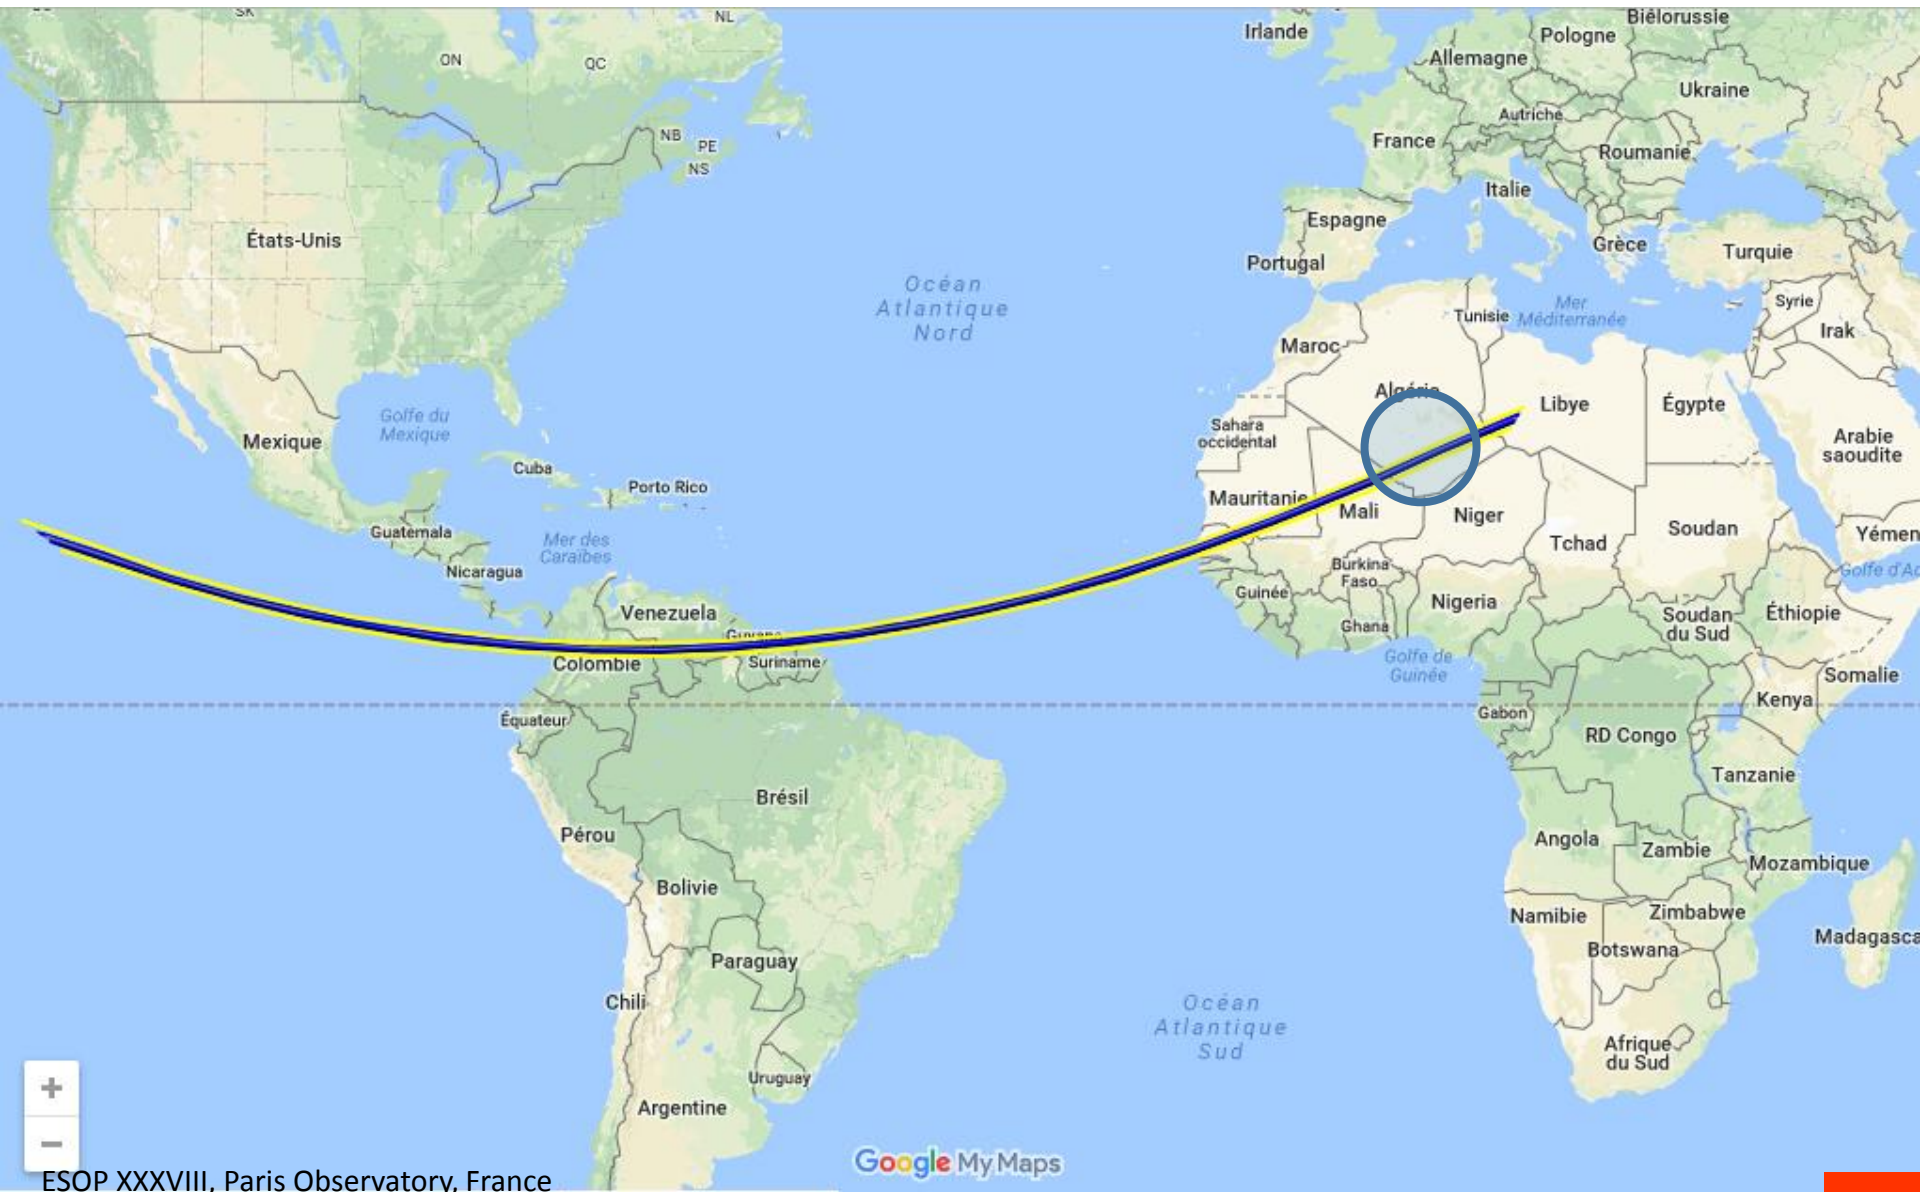 SK
NL
ON
QC
NB
PE
NS
États-Unis
Golfe du
Mexique
Mexique
Cuba
Porto Rico
Guatemala
Mer des
Caraïbes
Nicaragua
Venezuela
Guyana
Colombie
Suriname
Équateur
Brésil
Pérou
Bolivie
Paraguay
Chili
Uruguay
Argentine
Océan
Atlantique
Nord
Océan
Atlantique
Sud
Irlande
Biélorussie
Pologne
Allemagne
Ukraine
Autriche
France
Roumanie
Italie
Espagne
Grèce
Turquie
Portugal
Syrie
Mer
Méditerranée
Tunisie
Irak
Maroc
Algérie
Libye
Égypte
Sahara
occidental
Arabie
saoudite
Mauritanie
Mali
Niger
Soudan
Yémen
Tchad
Golfe d'Ad
Burkina
Faso
Guinée
Nigeria
Éthiopie
Soudan
du Sud
Ghana
Golfe de
Guinée
Somalie
Kenya
Gabon
RD Congo
Tanzanie
Angola
Zambie
Mozambique
Namibie
Zimbabwe
Madagasca
Botswana
Afrique
du Sud
+
−
Google My Maps
ESOP XXXVIII, Paris Observatory, France